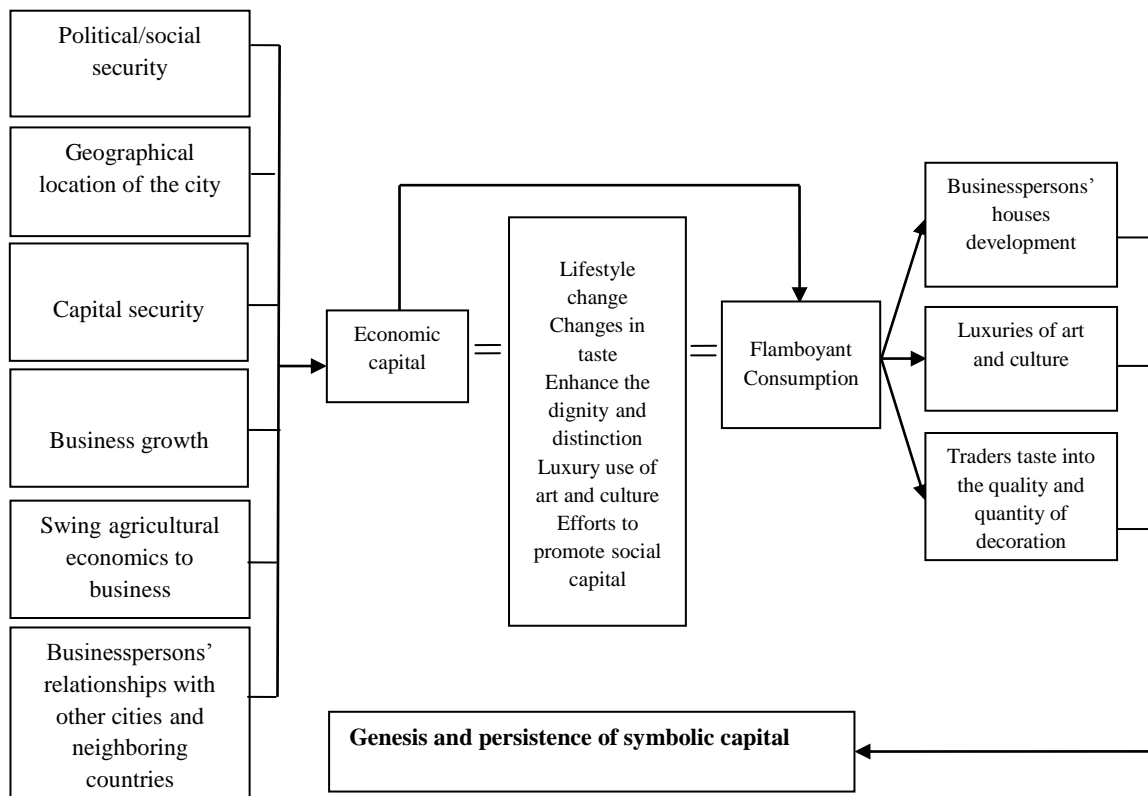 Political/social
security
Geographical
location of the city
Capital security
Business growth
Swing agricultural
economics to
business
Businesspersons’
relationships with
other cities and
neighboring
countries
Economic
capital
Lifestyle
change
Changes in
taste
Enhance the
dignity and
distinction
Luxury use of
art and culture
Efforts to
promote social
capital
Flamboyant
Consumption
Businesspersons’
houses
development
Luxuries of art
and culture
Traders taste into
the quality and
quantity of
decoration
Genesis and persistence of symbolic capital